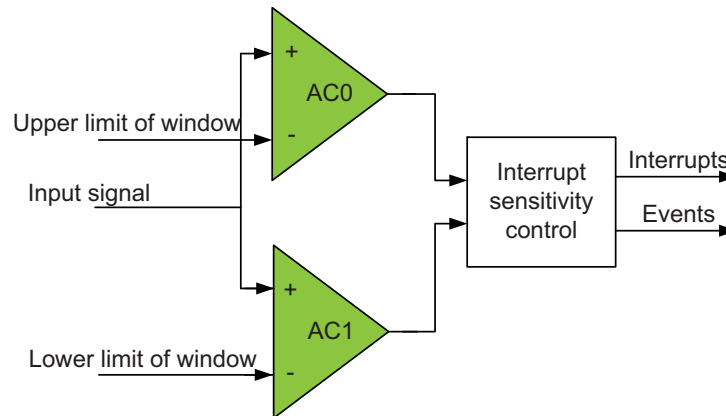 +
AC0
-
Upper limit of window
Input signal
Interrupt
sensitivity
control
Interrupts
Events
+
AC1
-
Lower limit of window